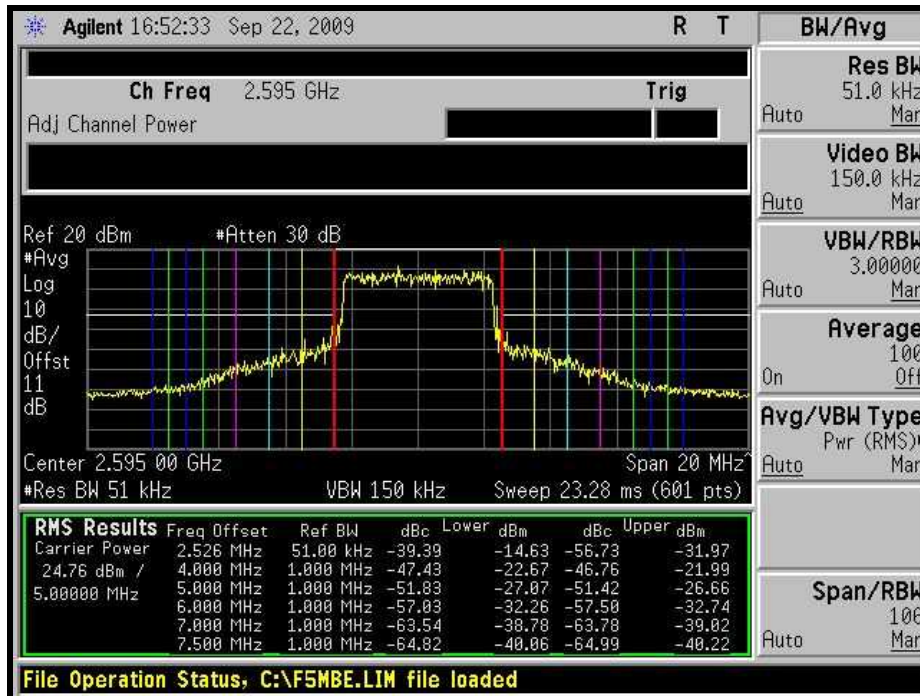 Agilent 16:52:33 Sep 22, 2009 R T
BW/Avg
Ch Freq 2.595 GHz Trig
Adj Channel Power
Res BW
51.0 kHz
Auto Man
Video BW
150.0 kHz
Auto Man
VBW/RBW
3.00000
Auto Man
Average
100
On Off
Avg/VBW Type
Pwr (RMS)
Auto Man
Span/RBW
106
Auto Man
Ref 20 dBm #Atten 30 dB
#Avg
Log
10
dB/
Offst
11
dB
Center 2.595 00 GHz Span 20 MHz^
#Res BW 51 kHz VBW 150 kHz Sweep 23.28 ms (601 pts)
RMS Results Freq Offset Ref BW dBc Lower dBm dBc Upper dBm
Carrier Power 2.526 MHz 51.00 kHz -39.39 -14.63 -56.73 -31.97
24.76 dBm / 4.000 MHz 1.000 MHz -47.43 -22.67 -46.76 -21.99
5.00000 MHz 5.000 MHz 1.000 MHz -51.83 -27.07 -51.42 -26.66
6.000 MHz 1.000 MHz -57.03 -32.26 -57.50 -32.74
7.000 MHz 1.000 MHz -63.54 -38.78 -63.78 -39.02
7.500 MHz 1.000 MHz -64.82 -40.06 -64.99 -40.22
File Operation Status, C:\F5MBE.LIM file loaded